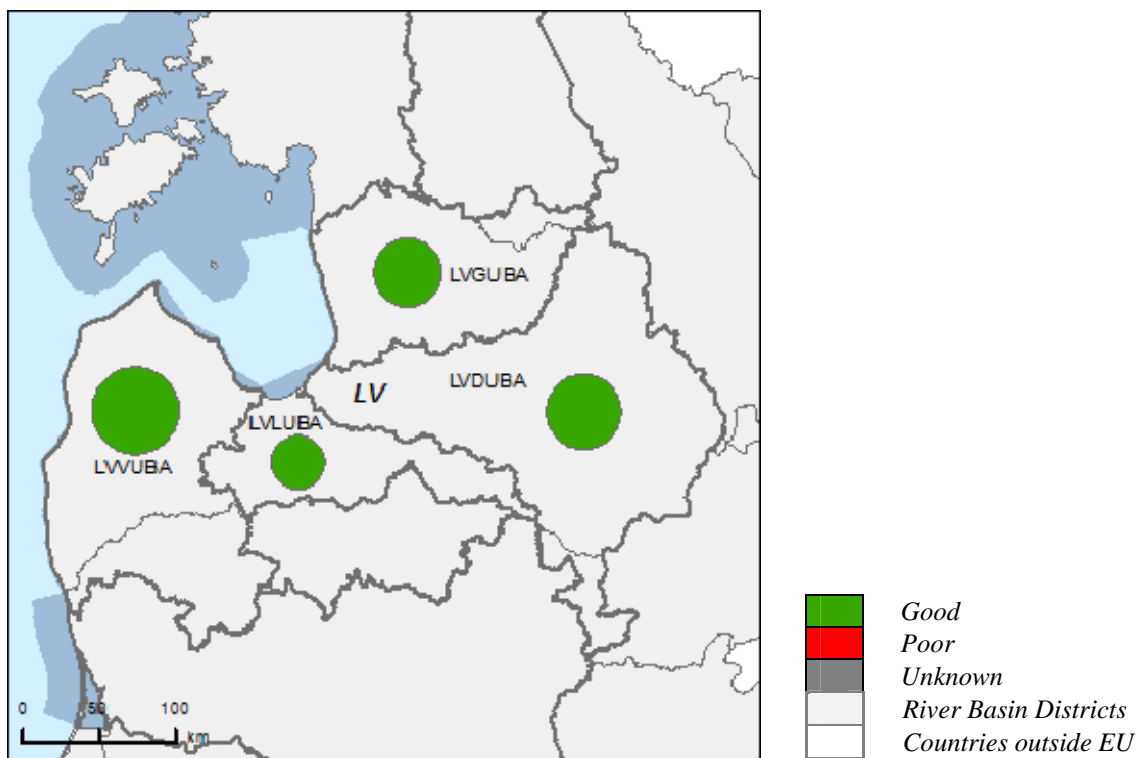 LVGUBA
LV
LVDUBA
LVLUBA
LVVUBA
0 50 100
km
Good
Poor
Unknown
River Basin Districts
Countries outside EU